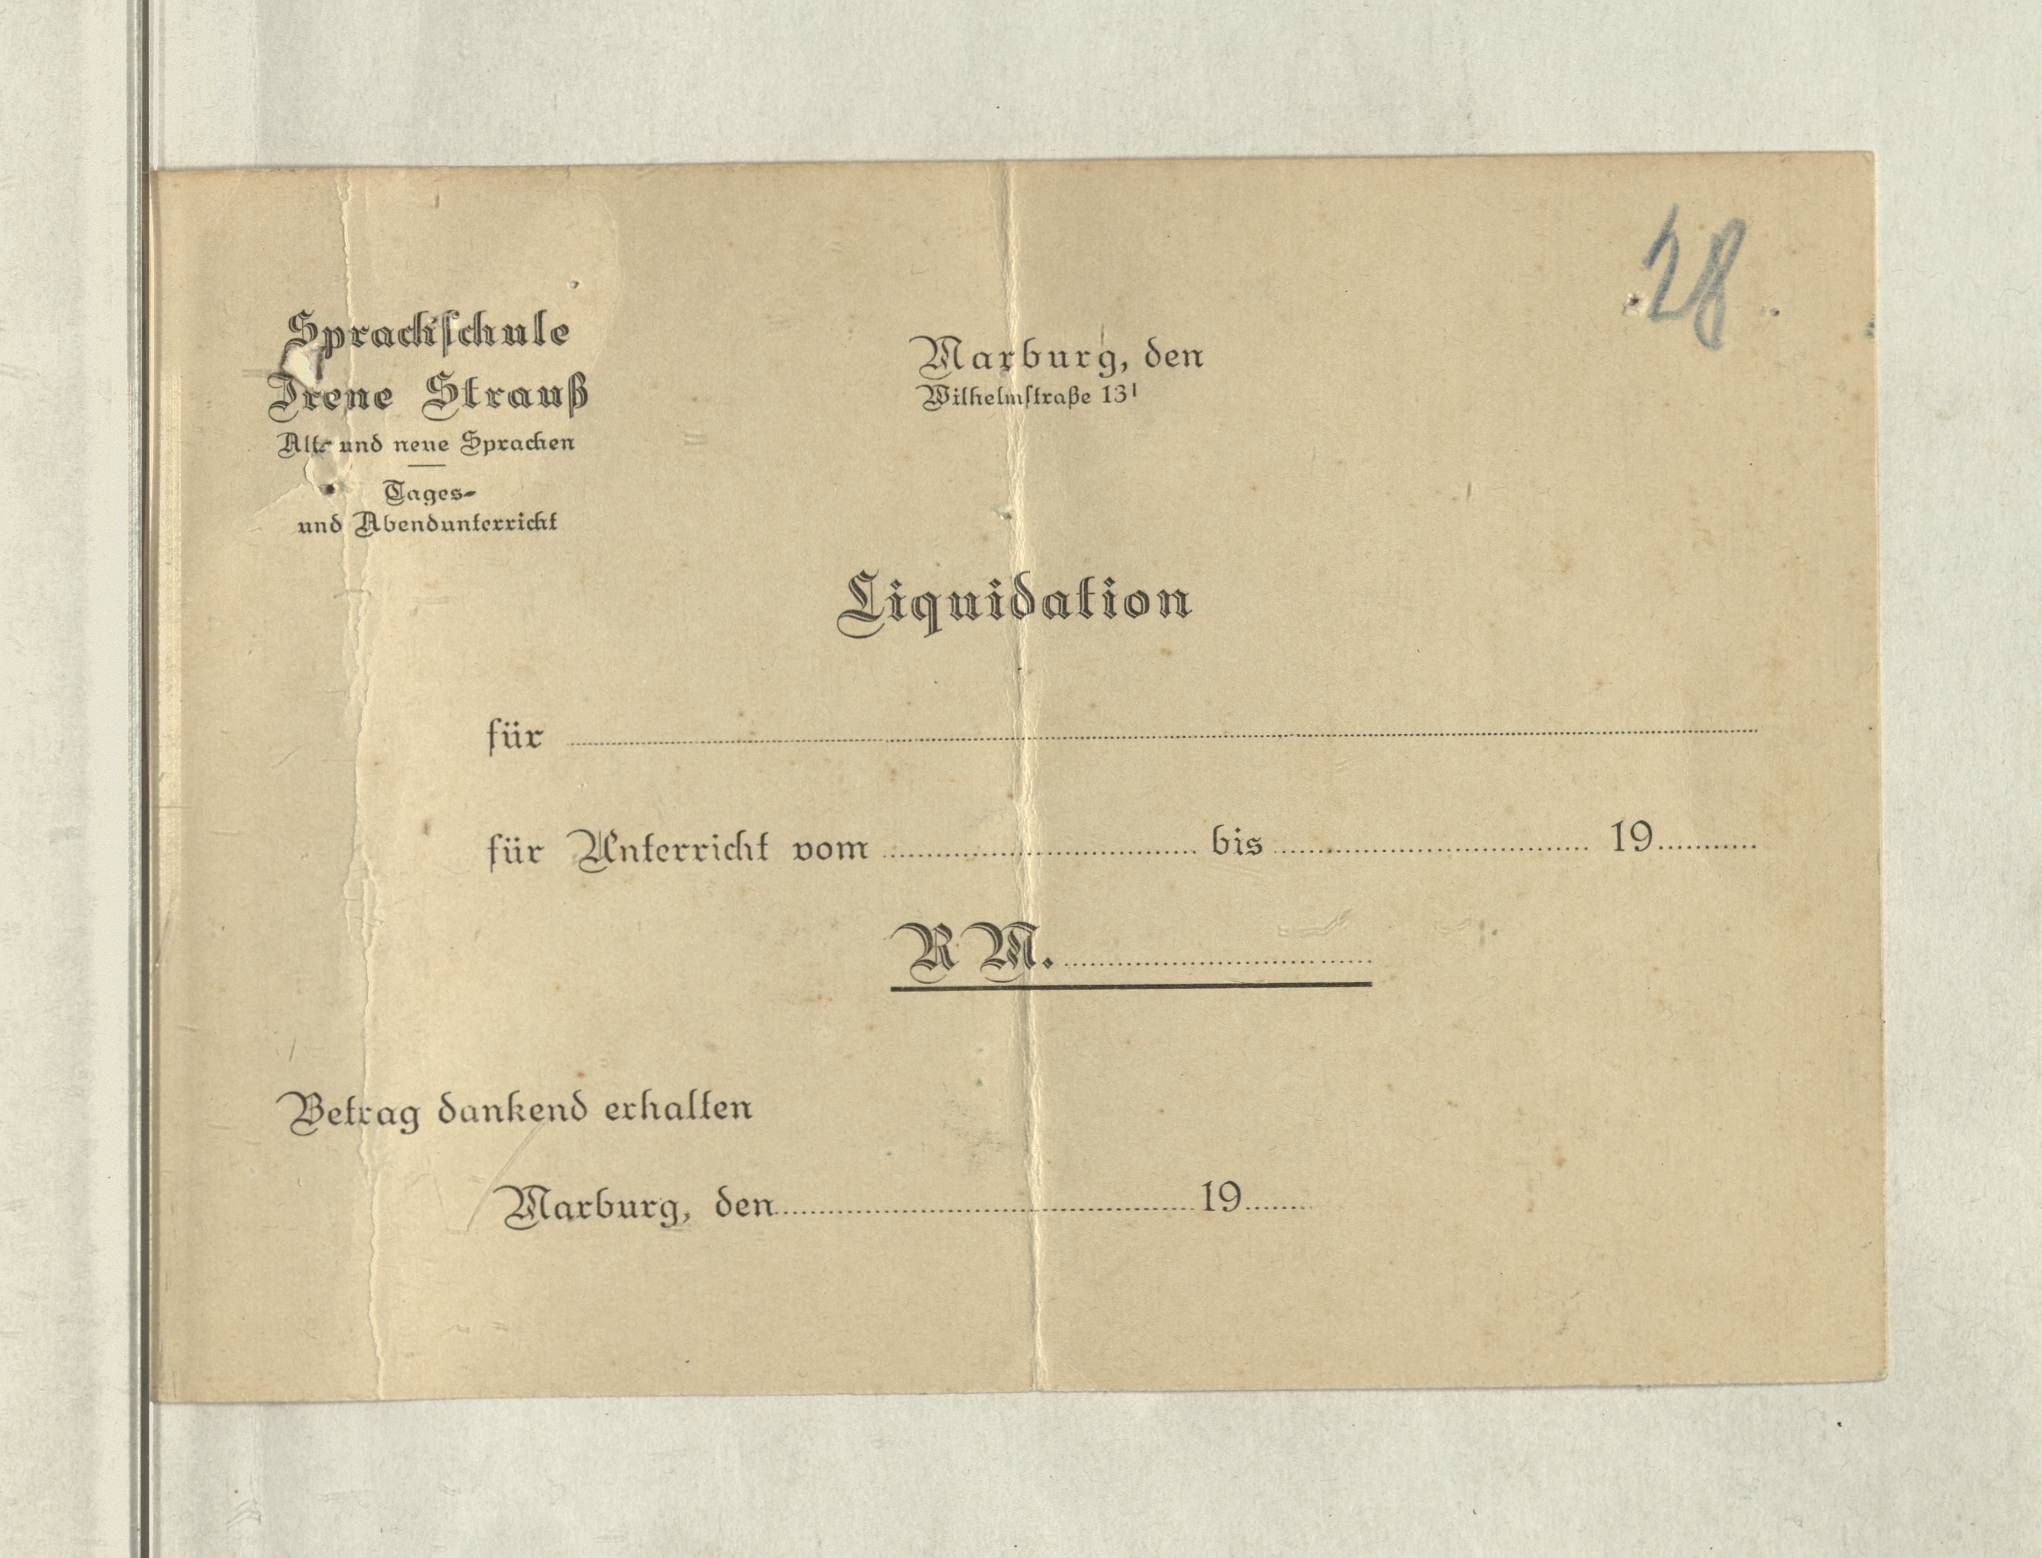 28
Sprachschule
Irene Strauß
Alte und neue Sprachen
Tages-
und Abendunterricht
Marburg, den
Wilhelmstraße 13 I
Liquidation
für
für Unterricht vom bis 19
RM.
Betrag dankend erhalten
Marburg, den 19